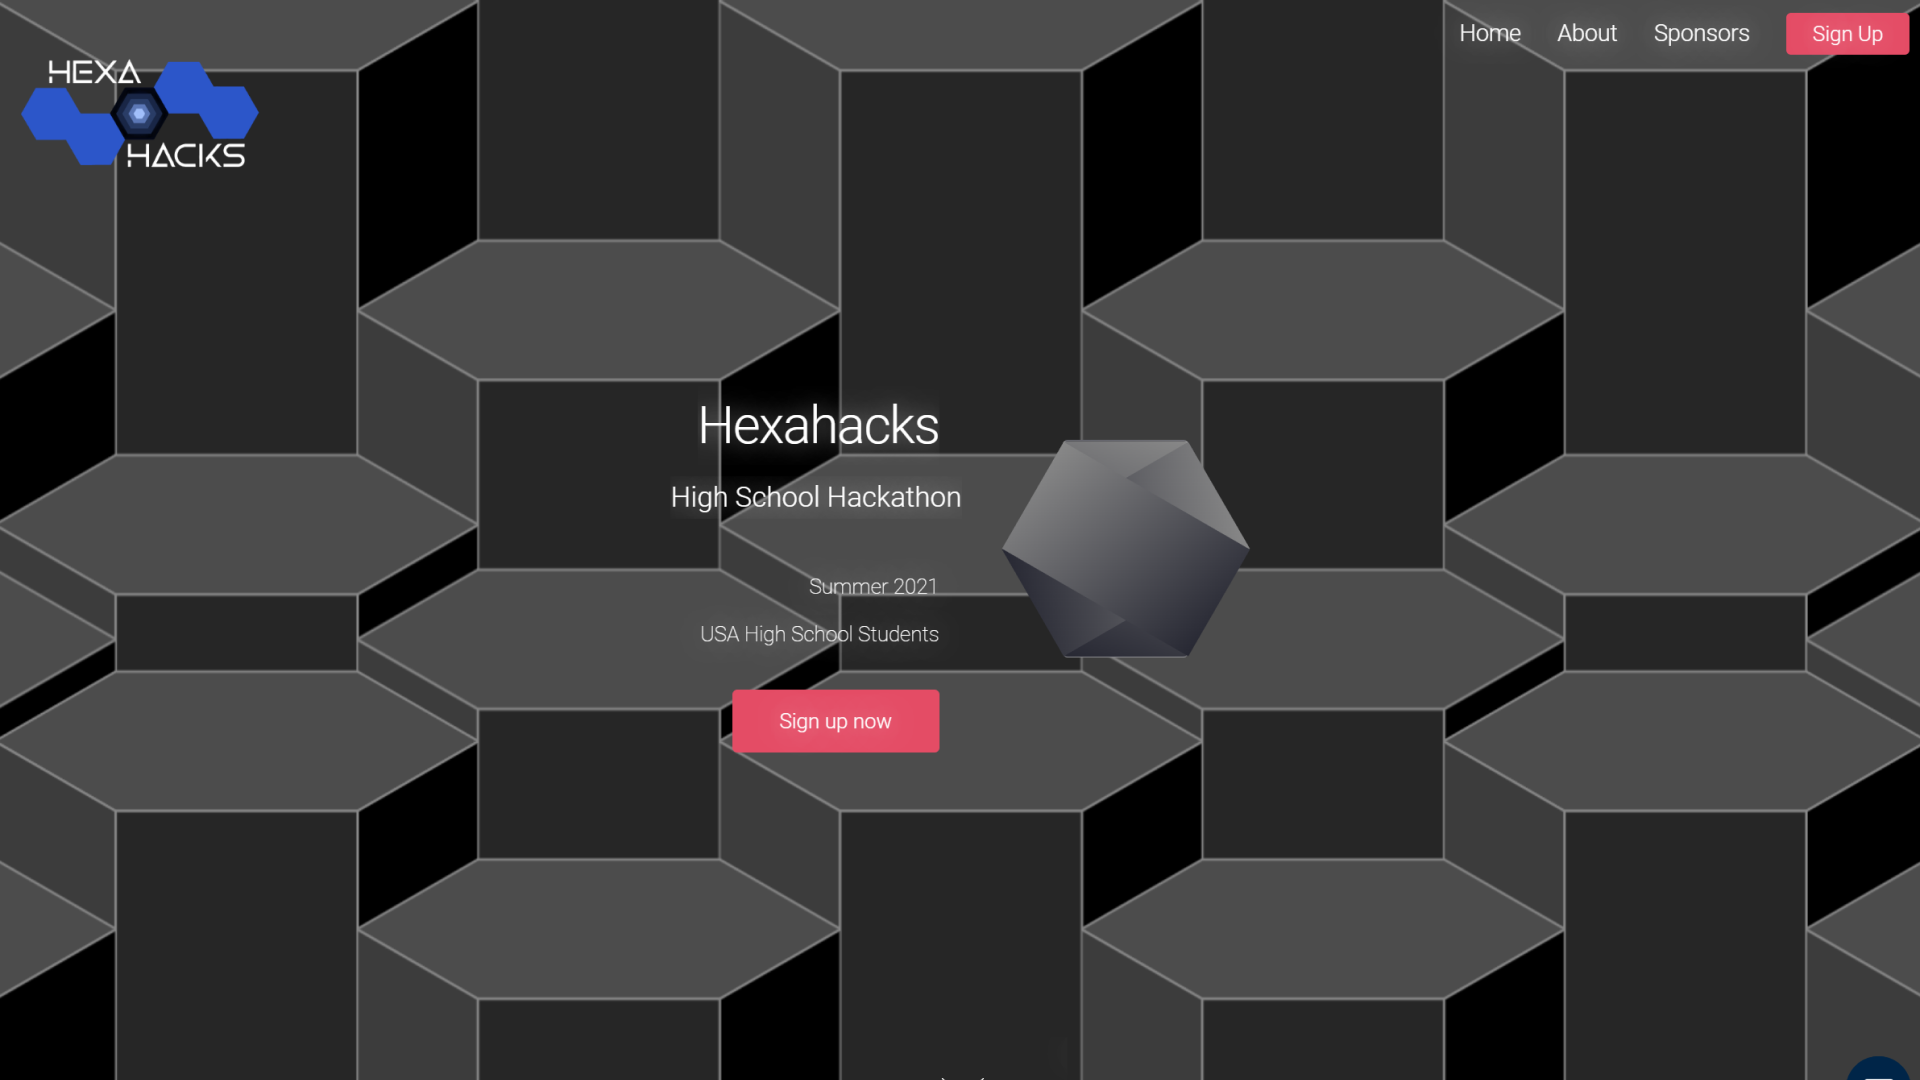 Home About Sponsors Sign Up
HEXA
HACKS
Hexahacks
High School Hackathon
Summer 2021
USA High School Students
Sign up now